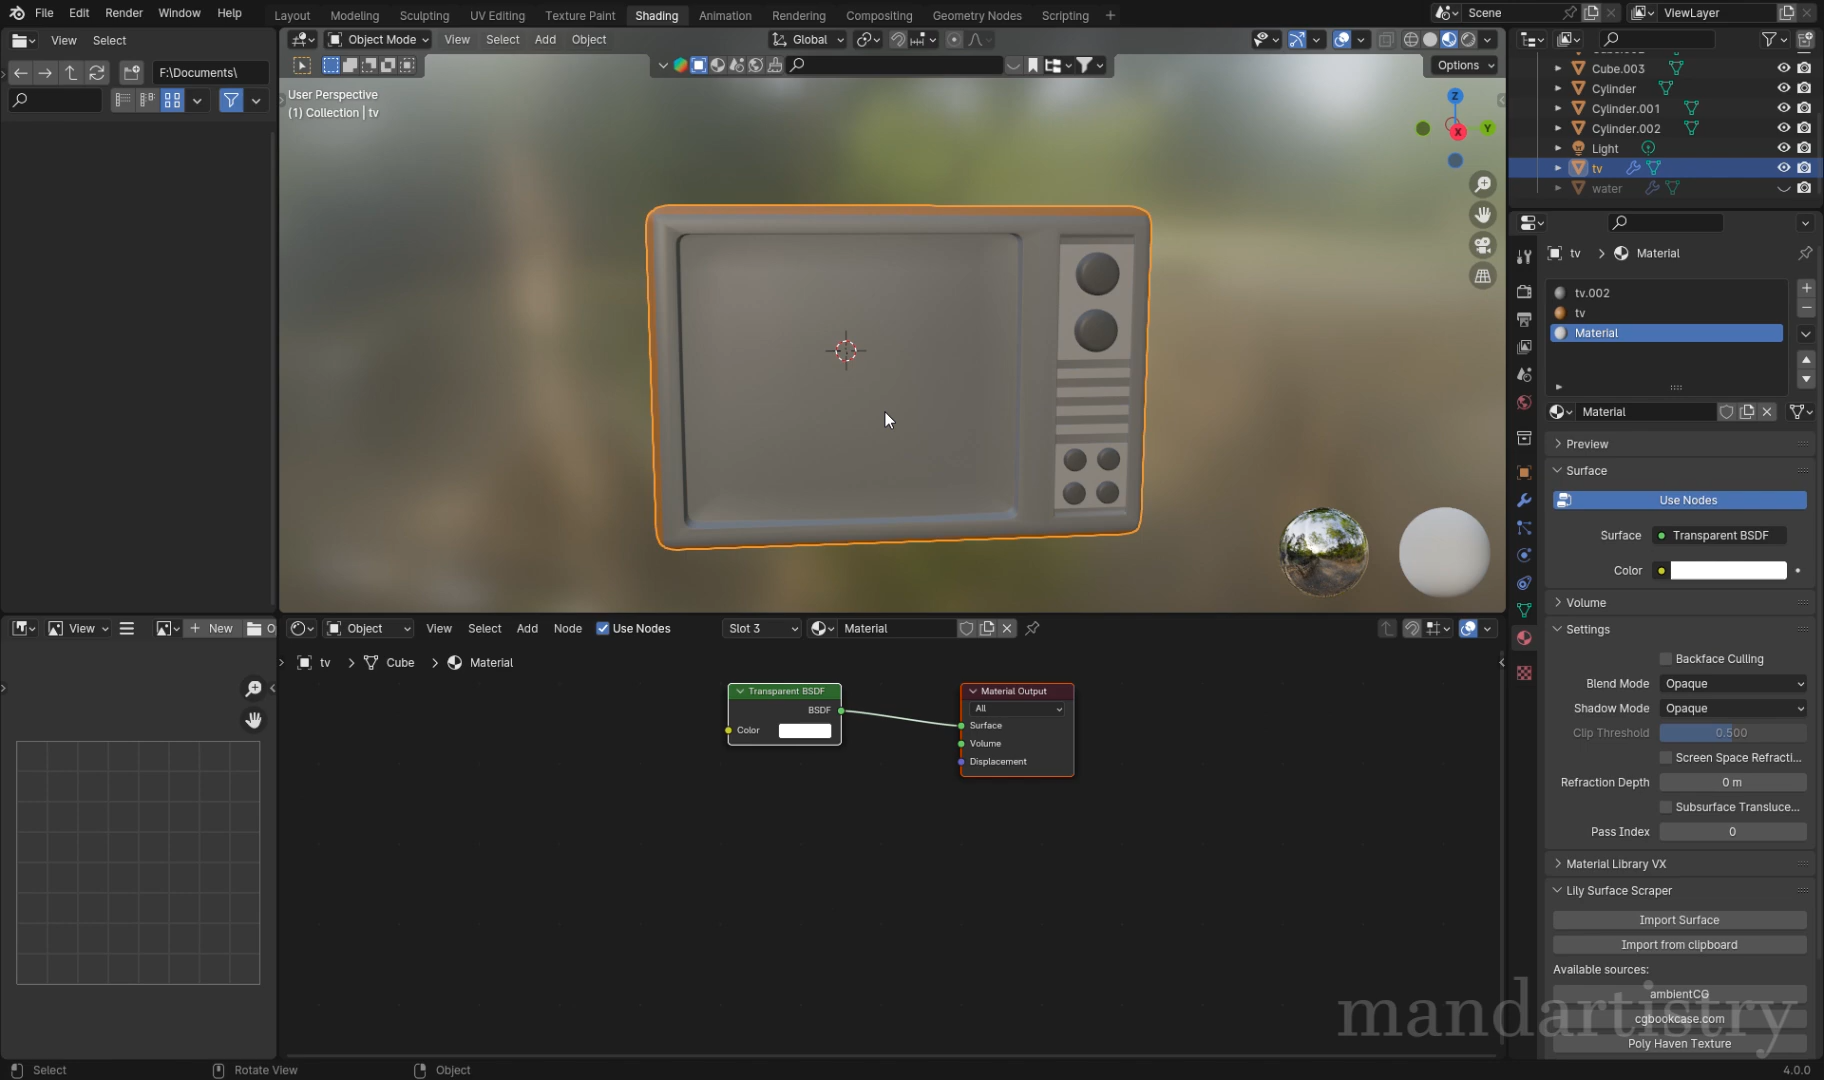 File Edit Render Window Help Layout Modeling Sculpting UV Editing Texture Paint Shading Animation Rendering Compositing Geometry Nodes Scripting + Scene ViewLayer
View Select Object Mode View Select Add Object Global
F:\Documents\ Options
User Perspective
(1) Collection | tv
Z
X Y
Cube.003
Cylinder
Cylinder.001
Cylinder.002
Light
tv
water
tv > Material
tv.002
tv
Material
Material
Preview
Surface
Use Nodes
Surface Transparent BSDF
Color
Volume
Settings
Backface Culling
Blend Mode Opaque
Shadow Mode Opaque
Clip Threshold 0.500
Screen Space Refracti...
Refraction Depth 0 m
Subsurface Transluce...
Pass Index 0
Material Library VX
Lily Surface Scraper
Import Surface
Import from clipboard
Available sources:
ambientCG
cgbookcase.com
Poly Haven Texture
View + New O
Object View Select Add Node Use Nodes Slot 3 Material
tv > Cube > Material
Transparent BSDF
BSDF
Color
Material Output
All
Surface
Volume
Displacement
mandartistry
Select Rotate View Object 4.0.0